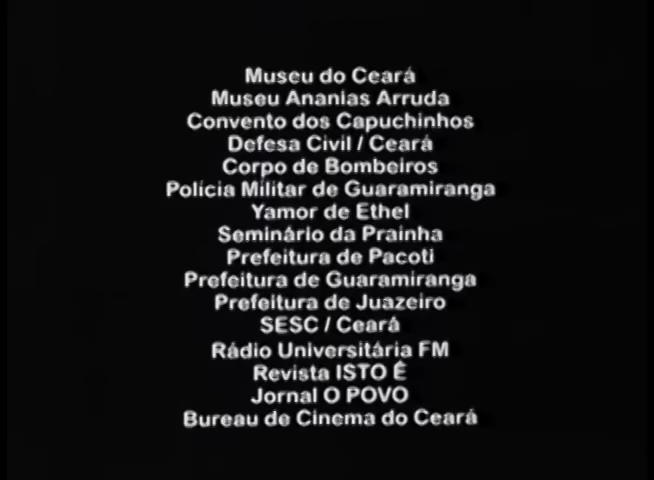 Museu do Ceará
Museu Ananias Arruda
Convento dos Capuchinhos
Defesa Civil / Ceará
Corpo de Bombeiros
Polícia Militar de Guaramiranga
Yamor de Ethel
Seminário da Prainha
Prefeitura de Pacoti
Prefeitura de Guaramiranga
Prefeitura de Juazeiro
SESC / Ceará
Rádio Universitária FM
Revista ISTO É
Jornal O POVO
Bureau de Cinema do Ceará